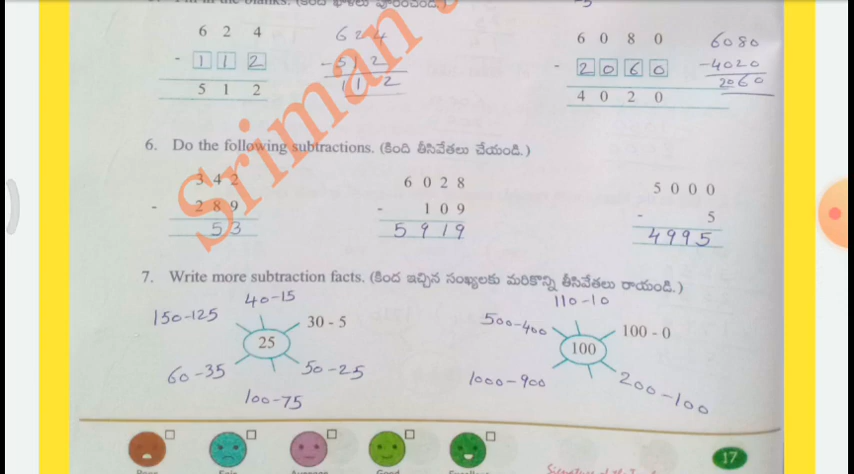 Fill in the blanks. (కింది ఖాళీలు పూరించండి.)
6 2 4
- 1 1 2
5 1 2
624
- 512
112
6 0 8 0
- 2 0 6 0
4 0 2 0
6080
- 4020
2060
6. Do the following subtractions. (కింది తీసివేతలు చేయండి.)
3 4 2
- 2 8 9
5 3
6 0 2 8
- 1 0 9
5 9 1 9
5 0 0 0
- 5
4 9 9 5
7. Write more subtraction facts. (కింద ఇచ్చిన సంఖ్యలకు మరికొన్ని తీసివేతలు రాయండి.)
40-15
150-125
30 - 5
25
60-35
50-25
100-75
110-10
500-400
100 - 0
100
1000-900
200-100
17
Sriman